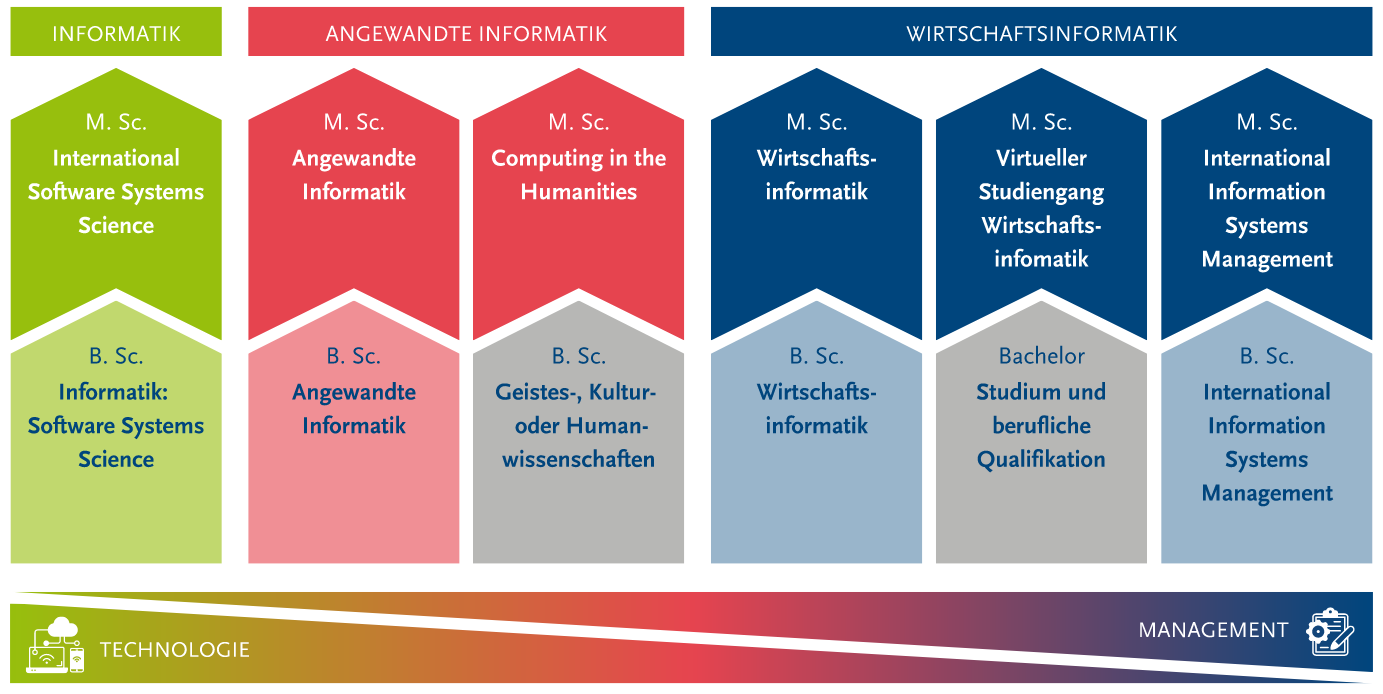 INFORMATIK
ANGEWANDTE INFORMATIK
WIRTSCHAFTSINFORMATIK
M. Sc.
International
Software Systems
Science
M. Sc.
Angewandte
Informatik
M. Sc.
Computing in the
Humanities
M. Sc.
Wirtschafts-
informatik
M. Sc.
Virtueller
Studiengang
Wirtschafts-
infomatik
M. Sc.
International
Information
Systems
Management
B. Sc.
Informatik:
Software Systems
Science
B. Sc.
Angewandte
Informatik
B. Sc.
Geistes-, Kultur-
oder Human-
wissenschaften
B. Sc.
Wirtschafts-
informatik
Bachelor
Studium und
berufliche
Qualifikation
B. Sc.
International
Information
Systems
Management
TECHNOLOGIE
MANAGEMENT